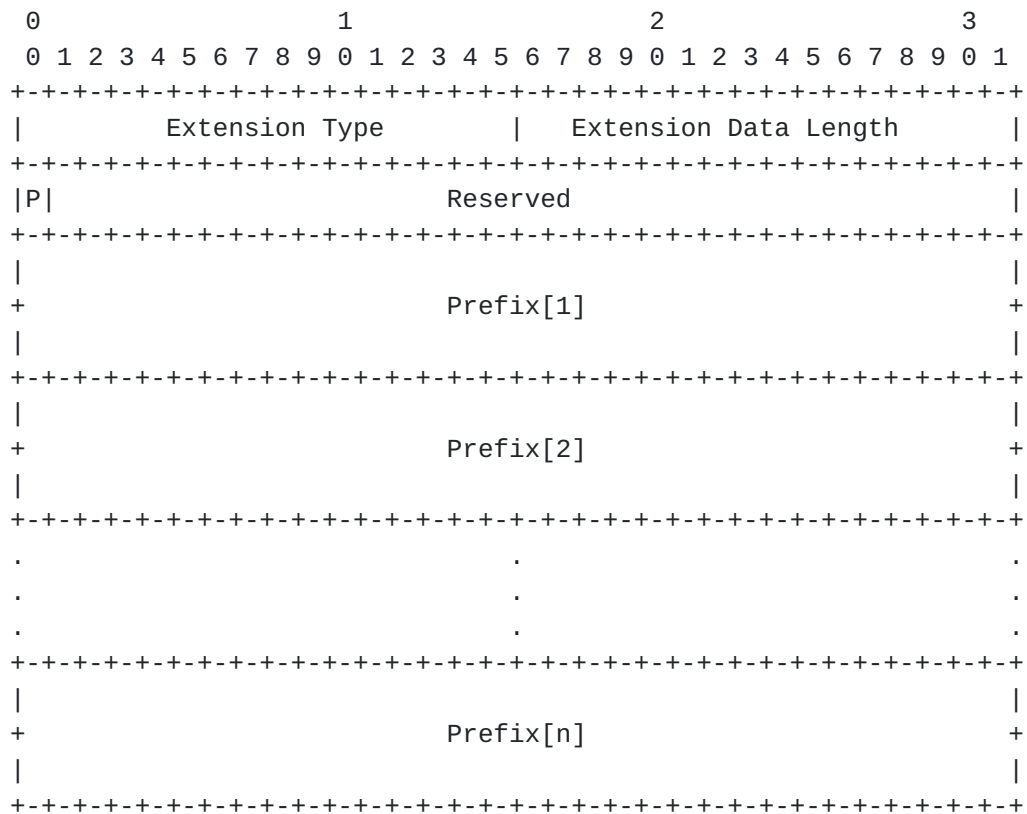 0                   1                   2                   3
 0 1 2 3 4 5 6 7 8 9 0 1 2 3 4 5 6 7 8 9 0 1 2 3 4 5 6 7 8 9 0 1
+-+-+-+-+-+-+-+-+-+-+-+-+-+-+-+-+-+-+-+-+-+-+-+-+-+-+-+-+-+-+-+-+
|         Extension Type        |   Extension Data Length       |
+-+-+-+-+-+-+-+-+-+-+-+-+-+-+-+-+-+-+-+-+-+-+-+-+-+-+-+-+-+-+-+-+
|P|                         Reserved                            |
+-+-+-+-+-+-+-+-+-+-+-+-+-+-+-+-+-+-+-+-+-+-+-+-+-+-+-+-+-+-+-+-+
|                                                               |
+                           Prefix[1]                           +
|                                                               |
+-+-+-+-+-+-+-+-+-+-+-+-+-+-+-+-+-+-+-+-+-+-+-+-+-+-+-+-+-+-+-+-+
|                                                               |
+                           Prefix[2]                           +
|                                                               |
+-+-+-+-+-+-+-+-+-+-+-+-+-+-+-+-+-+-+-+-+-+-+-+-+-+-+-+-+-+-+-+-+
.                               .                               .
.                               .                               .
.                               .                               .
+-+-+-+-+-+-+-+-+-+-+-+-+-+-+-+-+-+-+-+-+-+-+-+-+-+-+-+-+-+-+-+-+
|                                                               |
+                           Prefix[n]                           +
|                                                               |
+-+-+-+-+-+-+-+-+-+-+-+-+-+-+-+-+-+-+-+-+-+-+-+-+-+-+-+-+-+-+-+-+